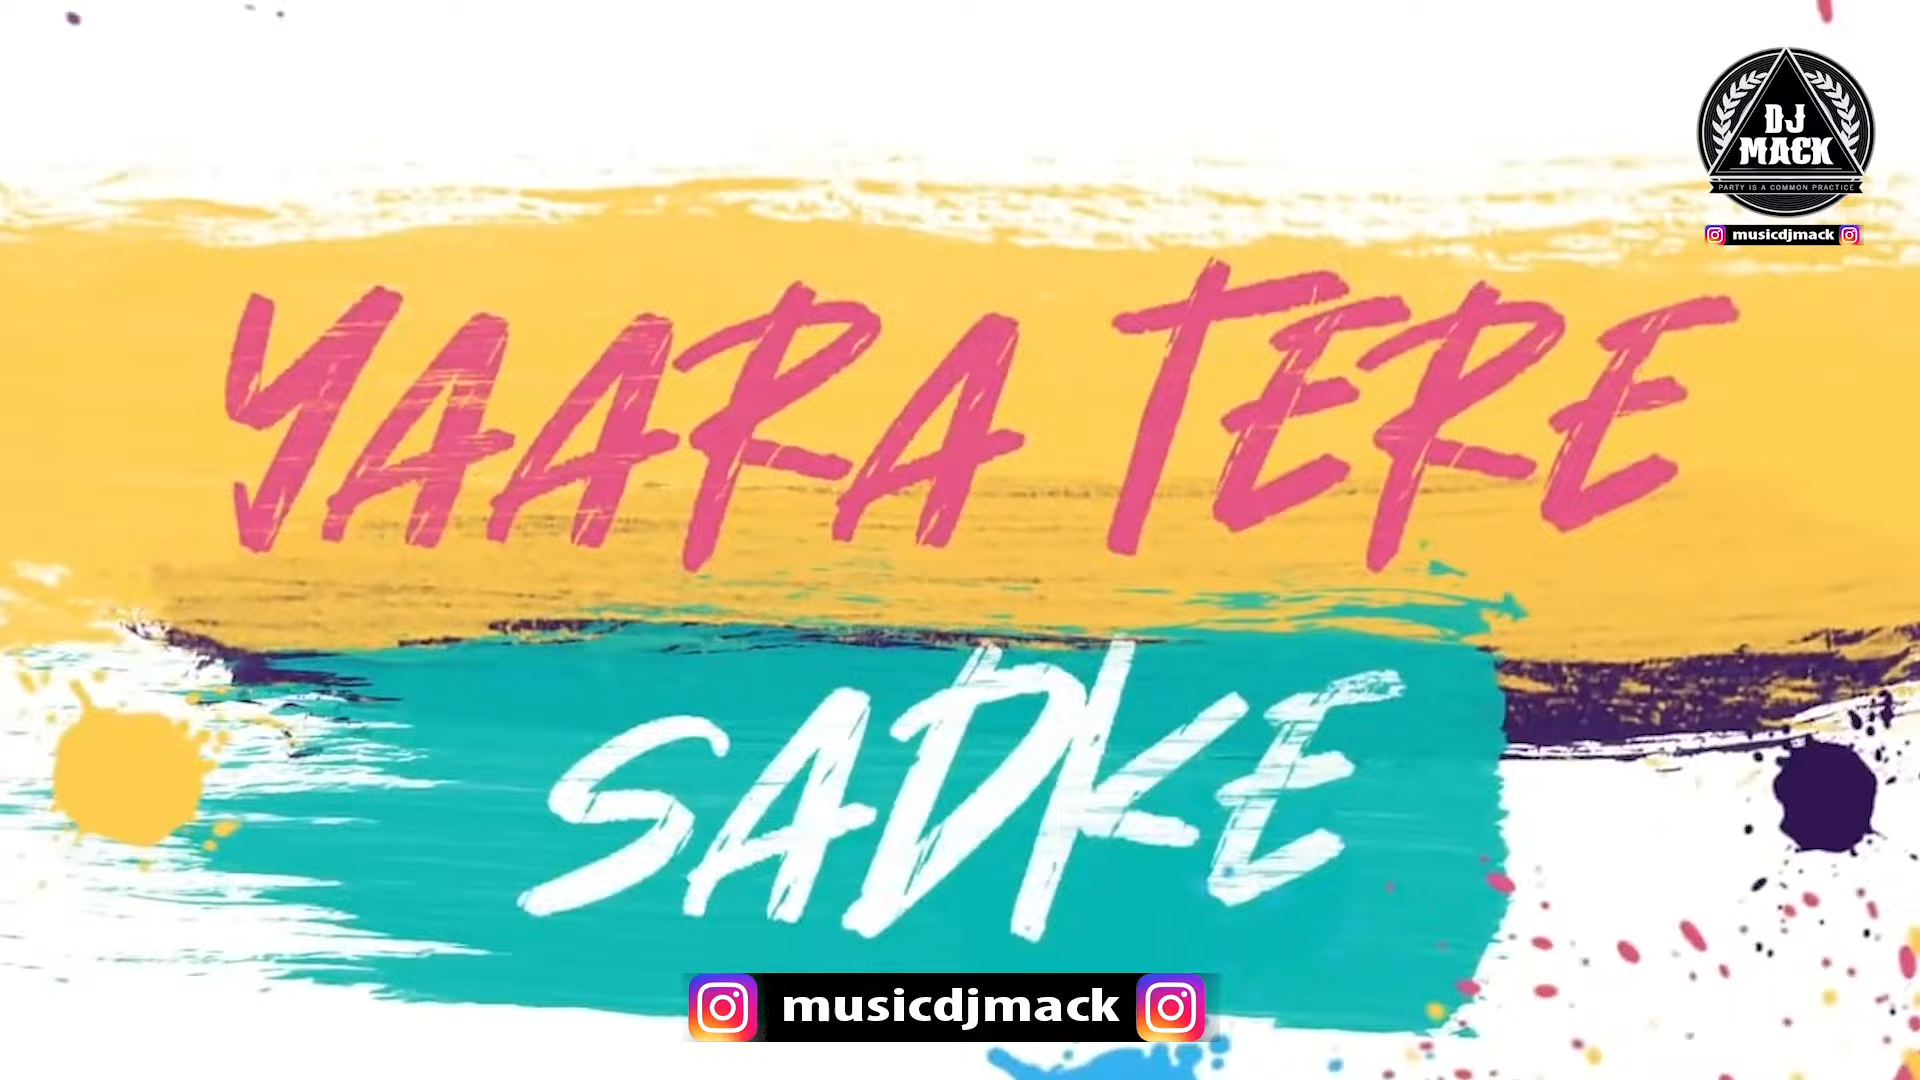 DJ
MACK
PARTY IS A COMMON PRACTICE
musicdjmack
YAARA TERE
SADKE
musicdjmack